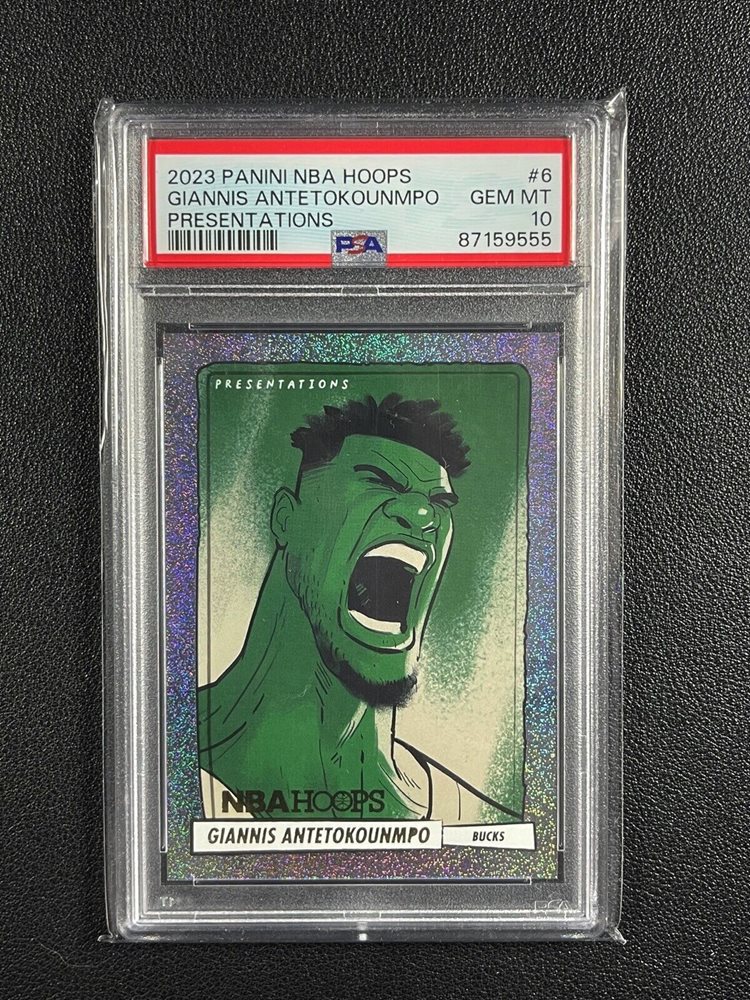 2023 PANINI NBA HOOPS #6
GIANNIS ANTETOKOUNMPO GEM MT
PRESENTATIONS 10
PSA 87159555
PRESENTATIONS
NBA HOOPS
GIANNIS ANTETOKOUNMPO BUCKS